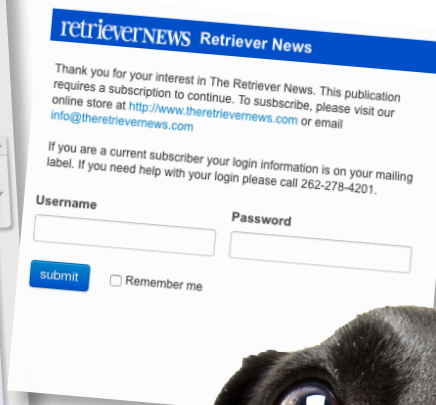 retrieverNEWS Retriever News
Thank you for your interest in The Retriever News. This publication
requires a subscription to continue. To susbscribe, please visit our
online store at http://www.theretrievernews.com or email
info@theretrievernews.com
If you are a current subscriber your login information is on your mailing
label. If you need help with your login please call 262-278-4201.
Username Password
submit Remember me